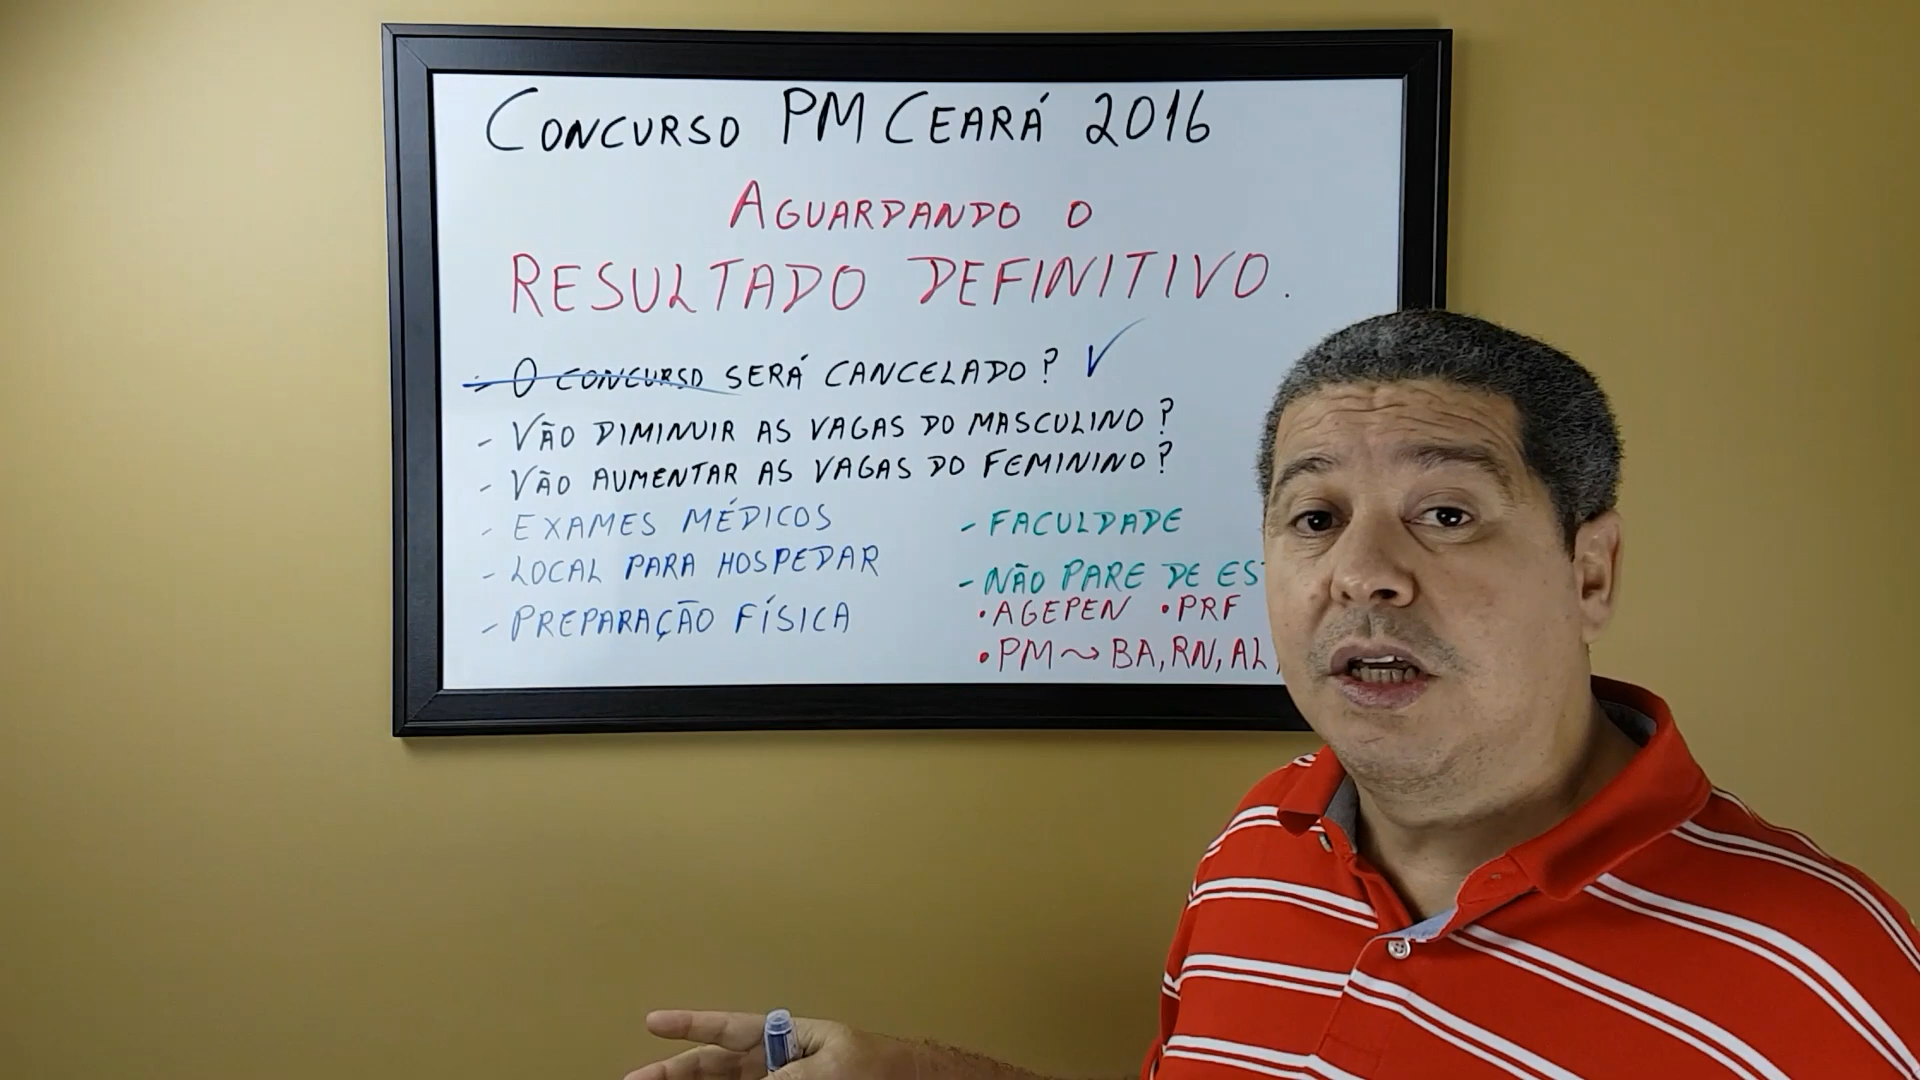 CONCURSO PM CEARÁ 2016
AGUARDANDO O
RESULTADO DEFINITIVO.
- O CONCURSO SERÁ CANCELADO? ✓
- VÃO DIMINUIR AS VAGAS DO MASCULINO?
- VÃO AUMENTAR AS VAGAS DO FEMININO?
- EXAMES MÉDICOS
- LOCAL PARA HOSPEDAR
- PREPARAÇÃO FÍSICA
- FACULDADE
- NÃO PARE DE ES
• AGEPEN • PRF
• PM ~> BA, RN, AL,